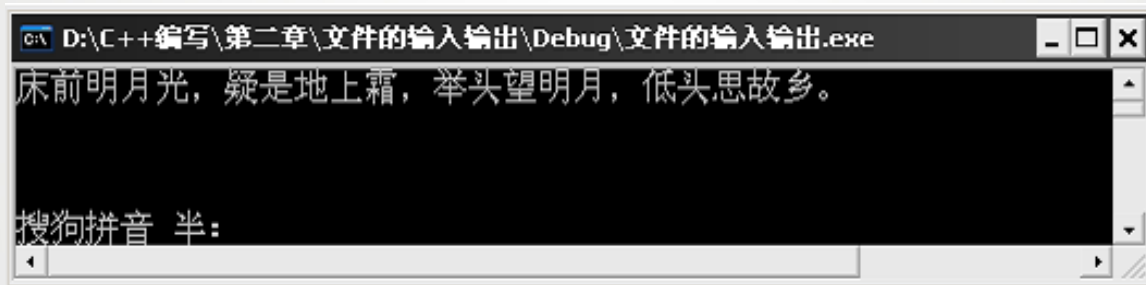 D:\C++编写\第二章\文件的输入输出\Debug\文件的输入输出.exe
床前明月光，疑是地上霜，举头望明月，低头思故乡。
搜狗拼音 半：